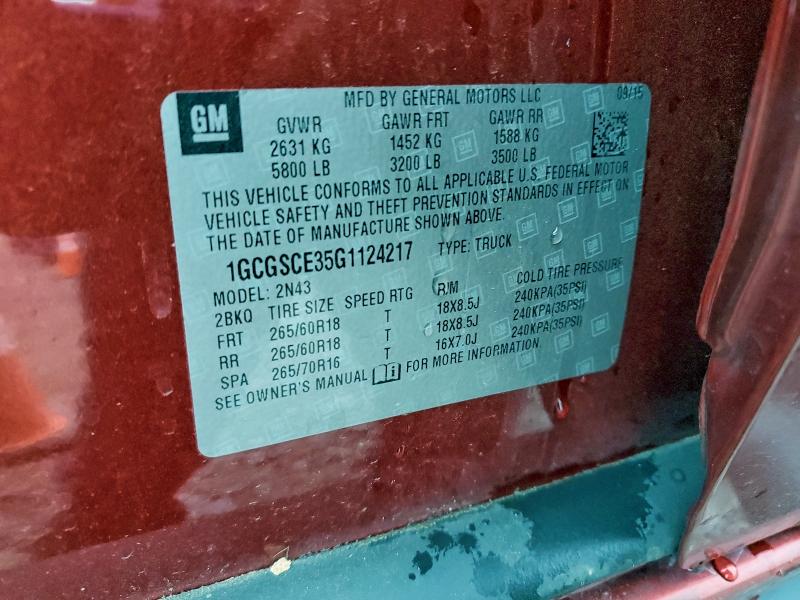 GM MFD BY GENERAL MOTORS LLC 09/15
GVWR GAWR FRT GAWR RR
2631 KG 1452 KG 1588 KG
5800 LB 3200 LB 3500 LB
THIS VEHICLE CONFORMS TO ALL APPLICABLE U.S. FEDERAL MOTOR
VEHICLE SAFETY AND THEFT PREVENTION STANDARDS IN EFFECT ON
THE DATE OF MANUFACTURE SHOWN ABOVE.
1GCGSCE35G1124217 TYPE: TRUCK
MODEL: 2N43
2BKQ TIRE SIZE SPEED RTG RIM COLD TIRE PRESSURE
FRT 265/60R18 T 18X8.5J 240KPA(35PSI)
RR 265/60R18 T 18X8.5J 240KPA(35PSI)
SPA 265/70R16 T 16X7.0J 240KPA(35PSI)
SEE OWNER'S MANUAL FOR MORE INFORMATION.